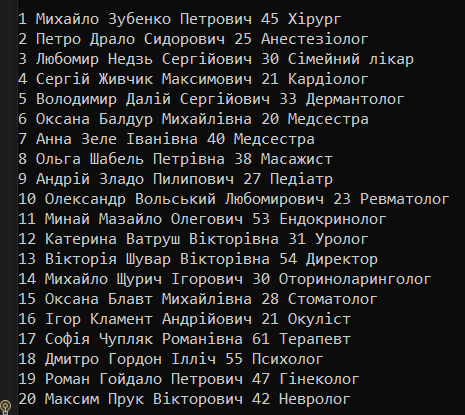 1 Михайло Зубенко Петрович 45 Хірург
2 Петро Драло Сидорович 25 Анестезіолог
3 Любомир Недзь Сергійович 30 Сімейний лікар
4 Сергій Живчик Максимович 21 Кардіолог
5 Володимир Далій Сергійович 33 Дермантолог
6 Оксана Балдур Михайлівна 20 Медсестра
7 Анна Зеле Іванівна 40 Медсестра
8 Ольга Шабель Петрівна 38 Масажист
9 Андрій Зладо Пилипович 27 Педіатр
10 Олександр Вольський Любомирович 23 Ревматолог
11 Минай Мазайло Олегович 53 Ендокринолог
12 Катерина Ватруш Вікторівна 31 Уролог
13 Вікторія Шувар Вікторівна 54 Директор
14 Михайло Щурич Ігорович 30 Оториноларинголог
15 Оксана Блавт Михайлівна 28 Стоматолог
16 Ігор Кламент Андрійович 21 Окуліст
17 Софія Чупляк Романівна 61 Терапевт
18 Дмитро Гордон Ілліч 55 Психолог
19 Роман Гойдало Петрович 47 Гінеколог
20 Максим Прук Вікторович 42 Невролог